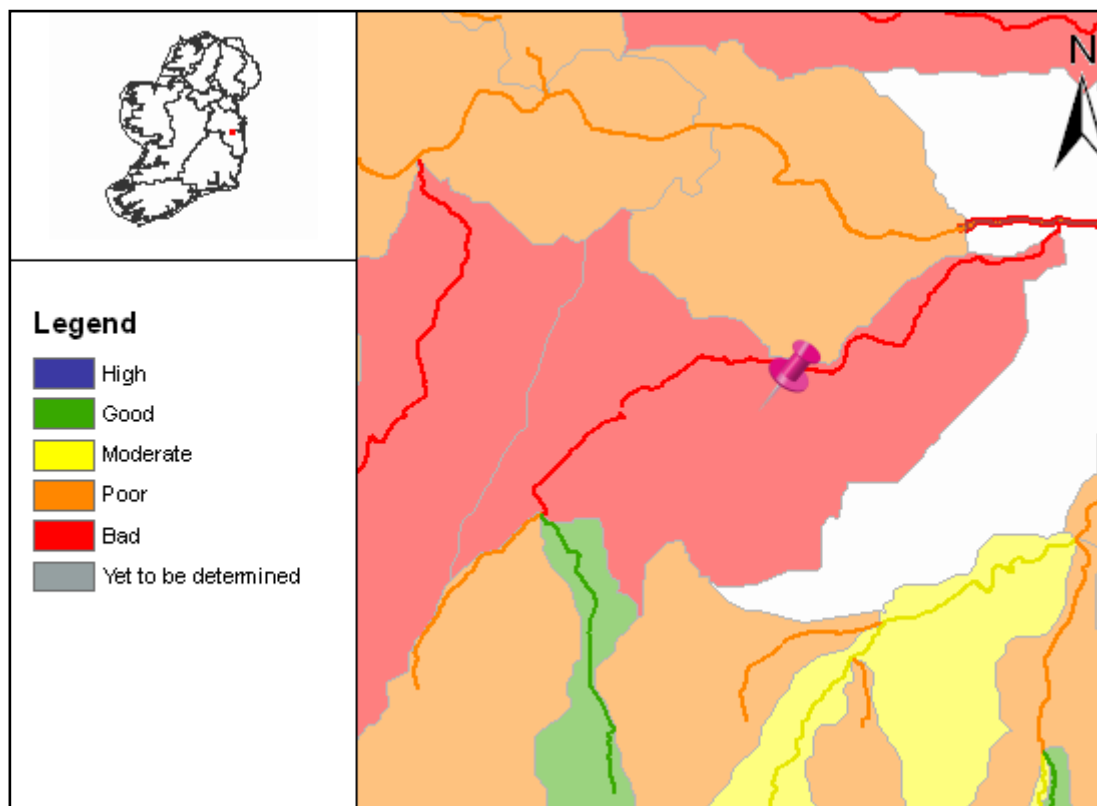 N
Legend
High
Good
Moderate
Poor
Bad
Yet to be determined